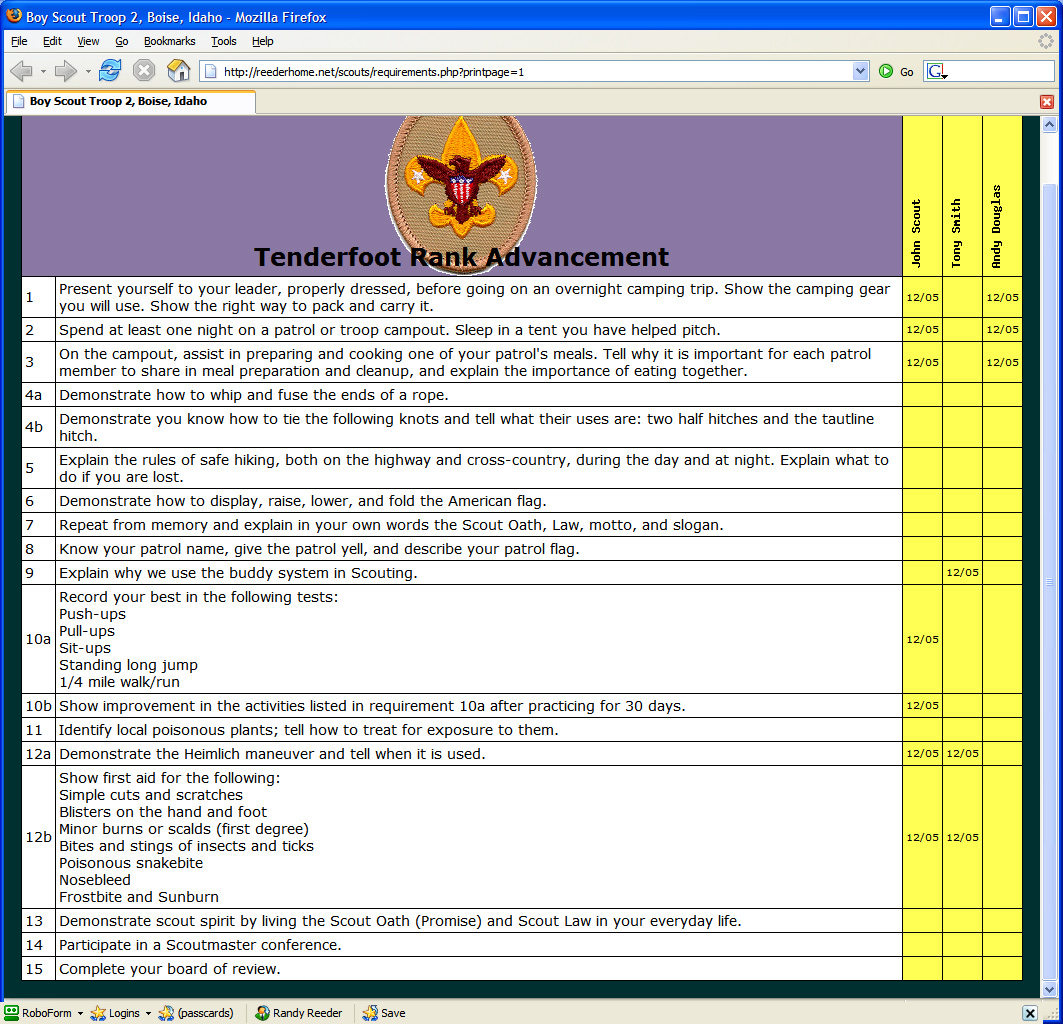 Boy Scout Troop 2, Boise, Idaho - Mozilla Firefox
File Edit View Go Bookmarks Tools Help
http://reederhome.net/scouts/requirements.php?printpage=1 Go G
Boy Scout Troop 2, Boise, Idaho
Tenderfoot Rank Advancement
John Scout
Tony Smith
Andy Douglas
1 Present yourself to your leader, properly dressed, before going on an overnight camping trip. Show the camping gear
you will use. Show the right way to pack and carry it. 12/05 12/05
2 Spend at least one night on a patrol or troop campout. Sleep in a tent you have helped pitch. 12/05 12/05
3 On the campout, assist in preparing and cooking one of your patrol's meals. Tell why it is important for each patrol
member to share in meal preparation and cleanup, and explain the importance of eating together. 12/05 12/05
4a Demonstrate how to whip and fuse the ends of a rope.
4b Demonstrate you know how to tie the following knots and tell what their uses are: two half hitches and the tautline
hitch.
5 Explain the rules of safe hiking, both on the highway and cross-country, during the day and at night. Explain what to
do if you are lost.
6 Demonstrate how to display, raise, lower, and fold the American flag.
7 Repeat from memory and explain in your own words the Scout Oath, Law, motto, and slogan.
8 Know your patrol name, give the patrol yell, and describe your patrol flag.
9 Explain why we use the buddy system in Scouting. 12/05
10a Record your best in the following tests:
Push-ups
Pull-ups
Sit-ups
Standing long jump
1/4 mile walk/run 12/05
10b Show improvement in the activities listed in requirement 10a after practicing for 30 days. 12/05
11 Identify local poisonous plants; tell how to treat for exposure to them.
12a Demonstrate the Heimlich maneuver and tell when it is used. 12/05 12/05
12b Show first aid for the following:
Simple cuts and scratches
Blisters on the hand and foot
Minor burns or scalds (first degree)
Bites and stings of insects and ticks
Poisonous snakebite
Nosebleed
Frostbite and Sunburn 12/05 12/05
13 Demonstrate scout spirit by living the Scout Oath (Promise) and Scout Law in your everyday life.
14 Participate in a Scoutmaster conference.
15 Complete your board of review.
RoboForm Logins (passcards) Randy Reeder Save